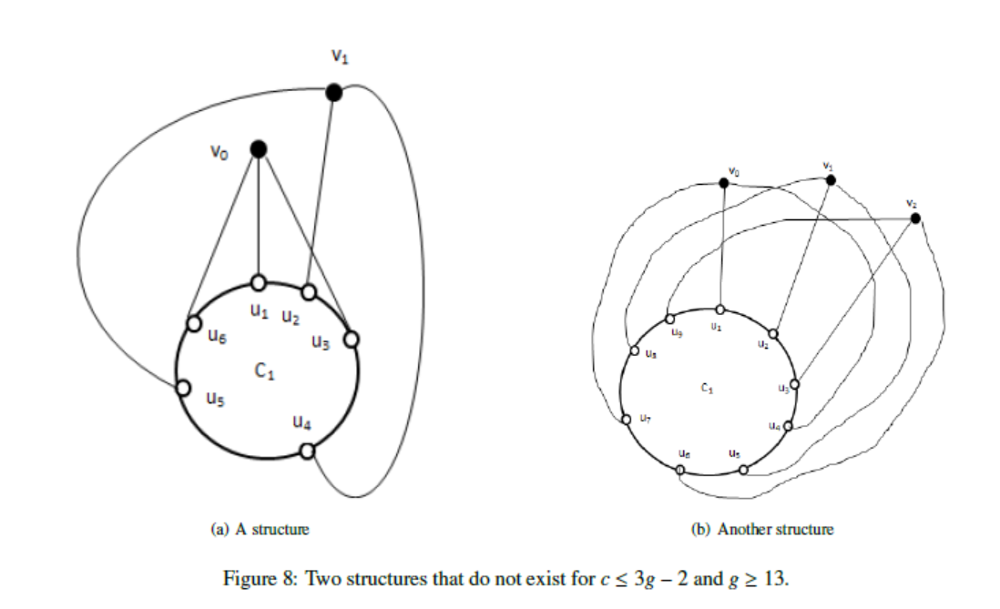 V₁
V₀
u₁ u₂
u₆
u₃
C₁
u₅
u₄
(a) A structure
v₀
v₁
v₂
u₉
u₁
u₂
u₈
C₁
u₃
u₇
u₄
u₆
u₅
(b) Another structure
Figure 8: Two structures that do not exist for c ≤ 3g − 2 and g ≥ 13.